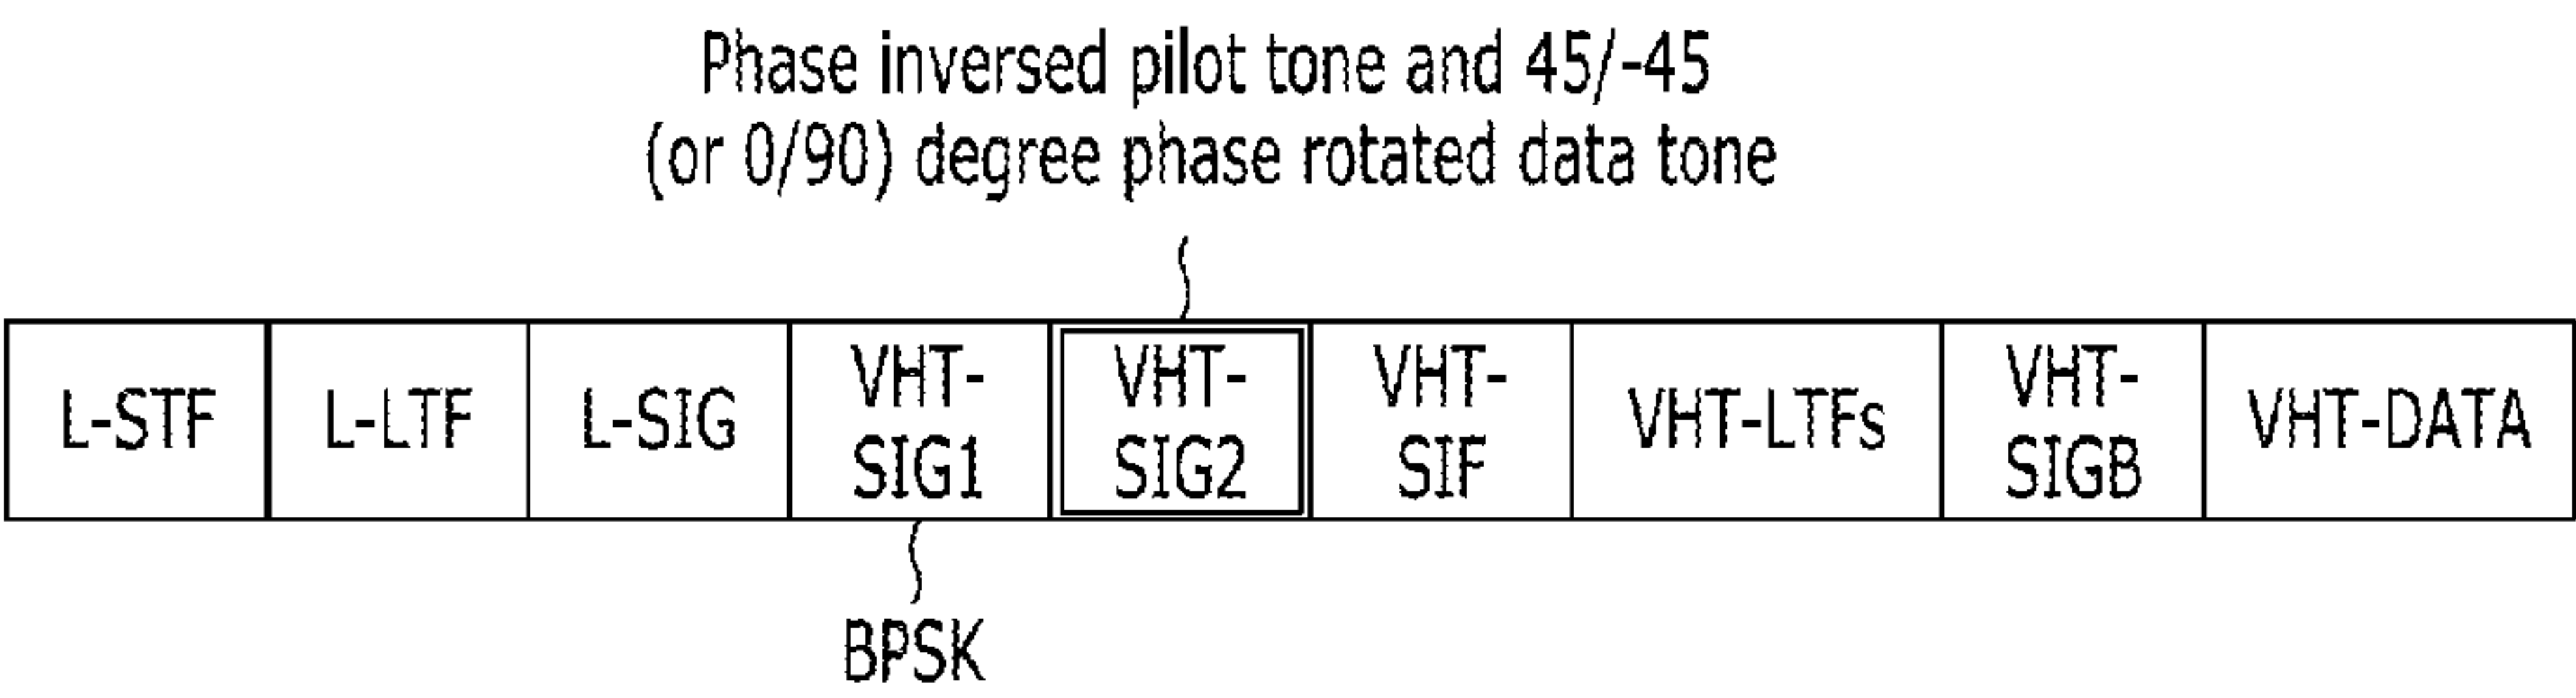 Phase inversed pilot tone and 45/-45
(or 0/90) degree phase rotated data tone
L-STF
L-LTF
L-SIG
VHT-
SIG1
VHT-
SIG2
VHT-
SIF
VHT-LTFs
VHT-
SIGB
VHT-DATA
BPSK